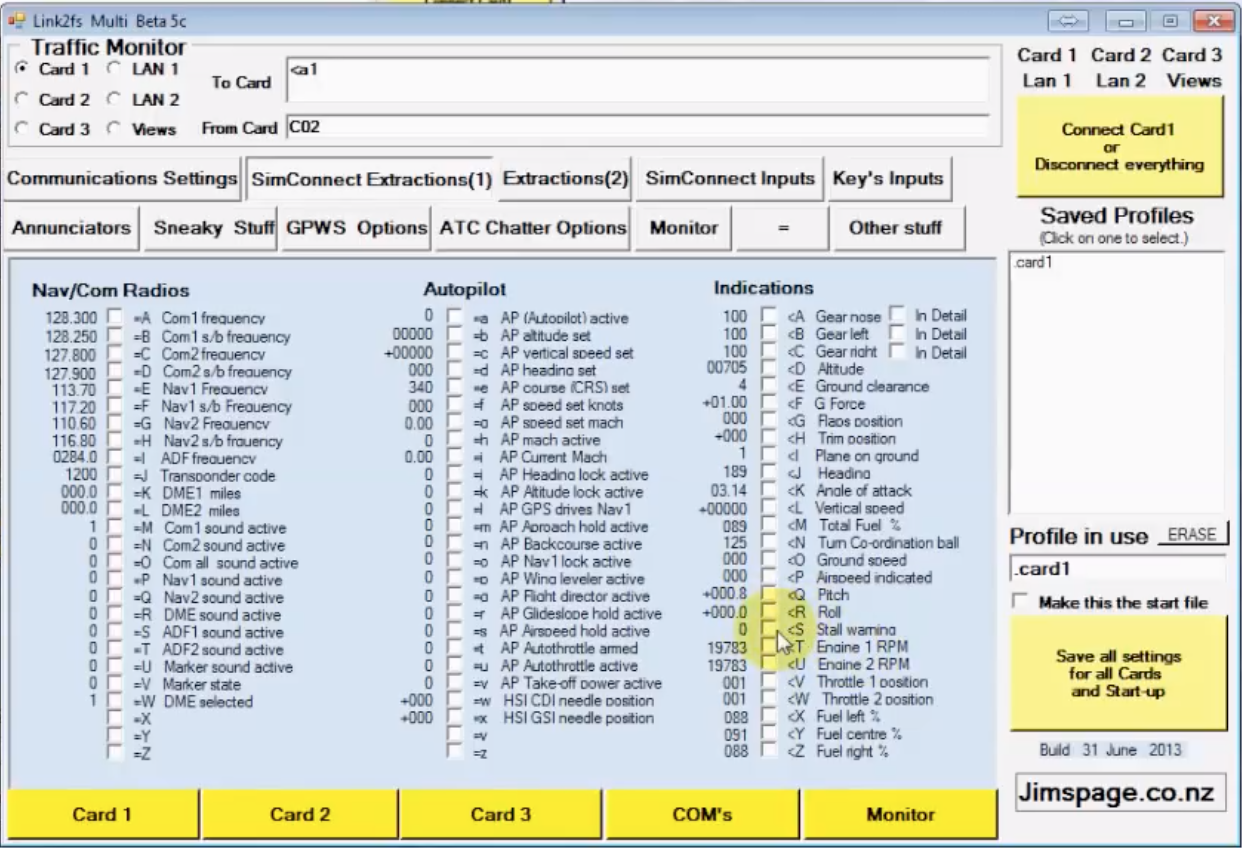 Link2fs Multi Beta 5c
Traffic Monitor
Card 1 LAN 1
Card 2 LAN 2
Card 3 Views
To Card <a1
From Card C02
Card 1 Card 2 Card 3
Lan 1 Lan 2 Views
Connect Card1
or
Disconnect everything
Communications Settings SimConnect Extractions(1) Extractions(2) SimConnect Inputs Key's Inputs
Annunciators Sneaky Stuff GPWS Options ATC Chatter Options Monitor = Other stuff
Nav/Com Radios
128.300 =A Com1 frequency
128.250 =B Com1 s/b frequency
127.800 =C Com2 frequency
127.900 =D Com2 s/b frequency
113.70 =E Nav1 Frequency
117.20 =F Nav1 s/b Frequency
110.60 =G Nav2 Frequency
116.80 =H Nav2 s/b frquency
0284.0 =I ADF frequency
1200 =J Transponder code
000.0 =K DME1 miles
000.0 =L DME2 miles
1 =M Com1 sound active
0 =N Com2 sound active
0 =O Com all sound active
0 =P Nav1 sound active
0 =Q Nav2 sound active
0 =R DME sound active
0 =S ADF1 sound active
0 =T ADF2 sound active
0 =U Marker sound active
0 =V Marker state
1 =W DME selected
=X
=Y
=Z
Autopilot
0 =a AP (Autopilot) active
00000 =b AP altitude set
+00000 =c AP vertical speed set
000 =d AP heading set
340 =e AP course (CRS) set
000 =f AP speed set knots
0.00 =g AP speed set mach
0 =h AP mach active
0.00 =i AP Current Mach
0 =j AP Heading lock active
0 =k AP Altitude lock active
0 =l AP GPS drives Nav1
0 =m AP Aproach hold active
0 =n AP Backcourse active
0 =o AP Nav1 lock active
0 =p AP Wing leveler active
0 =q AP Flight director active
0 =r AP Glideslope hold active
0 =s AP Airspeed hold active
0 =t AP Autothrottle armed
0 =u AP Autothrottle active
0 =v AP Take-off power active
+000 =w HSI CDI needle position
+000 =x HSI GSI needle position
=y
=z
Indications
100 <A Gear nose In Detail
100 <B Gear left In Detail
100 <C Gear right In Detail
00705 <D Altitude
4 <E Ground clearance
+01.00 <F G Force
000 <G Flaps position
+000 <H Trim position
1 <I Plane on ground
189 <J Heading
03.14 <K Angle of attack
+00000 <L Vertical speed
089 <M Total Fuel %
125 <N Turn Co-ordination ball
000 <O Ground speed
000 <P Airspeed indicated
+000.8 <Q Pitch
+000.0 <R Roll
0 <S Stall warning
19783 <T Engine 1 RPM
19783 <U Engine 2 RPM
001 <V Throttle 1 position
001 <W Throttle 2 position
088 <X Fuel left %
091 <Y Fuel centre %
088 <Z Fuel right %
Saved Profiles
(Click on one to select.)
.card1
Profile in use ERASE
.card1
Make this the start file
Save all settings
for all Cards
and Start-up
Build 31 June 2013
Jimspage.co.nz
Card 1 Card 2 Card 3 COM's Monitor